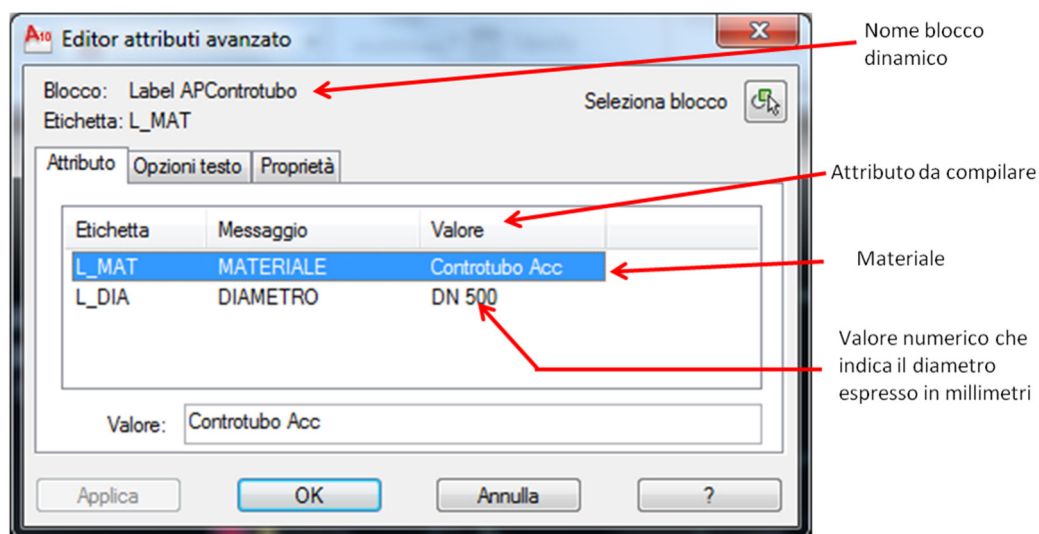 A10 Editor attributi avanzato
Nome blocco
dinamico
Blocco: Label APControtubo
Seleziona blocco
Etichetta: L_MAT
Attributo Opzioni testo Proprietà
Attributo da compilare
Etichetta Messaggio Valore
L_MAT MATERIALE Controtubo Acc
Materiale
L_DIA DIAMETRO DN 500
Valore numerico che
indica il diametro
espresso in millimetri
Valore: Controtubo Acc
Applica OK Annulla ?